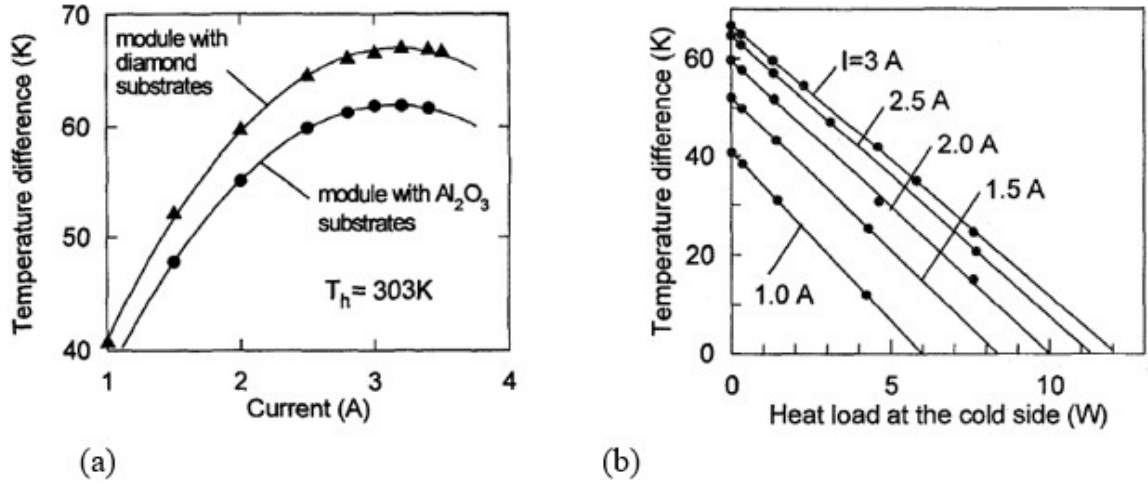 Temperature difference (K)
70
60
50
40
module with
diamond
substrates
module with Al₂O₃
substrates
Tₕ= 303K
1
2
3
4
Current (A)
(a)
Temperature difference (K)
60
40
20
0
I=3 A
2.5 A
2.0 A
1.5 A
1.0 A
0
5
10
Heat load at the cold side (W)
(b)